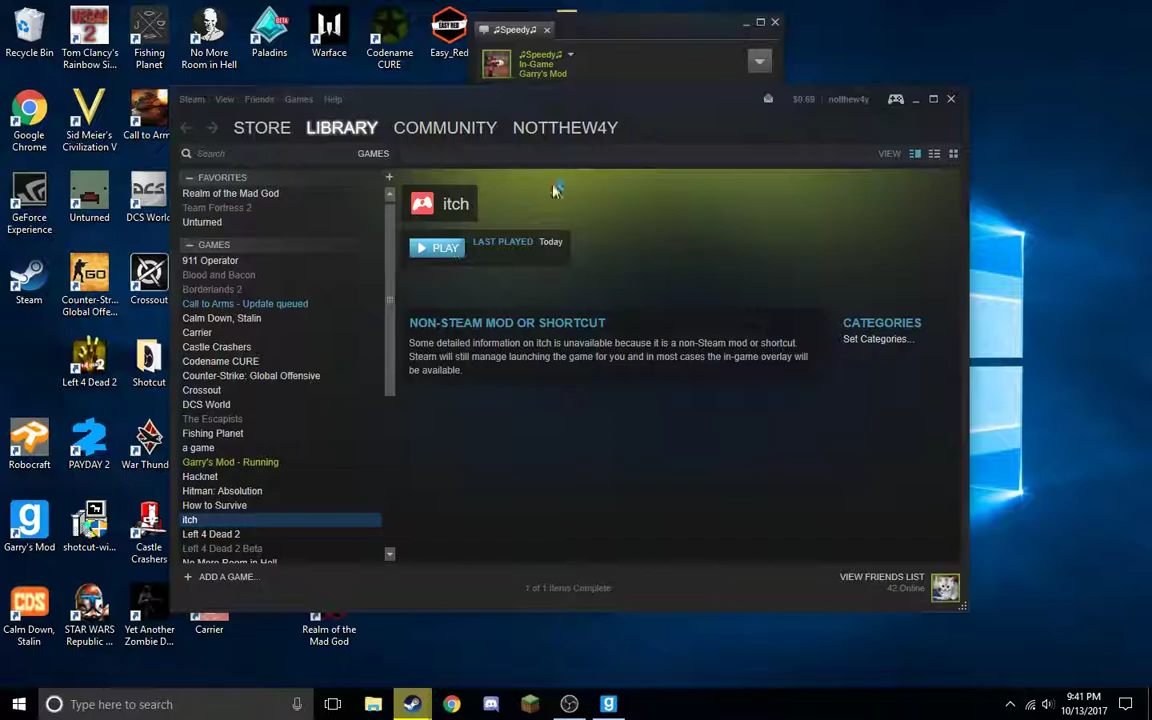 Recycle Bin
Tom Clancy's
Rainbow Si...
Fishing
Planet
No More
Room in Hell
BETA
Paladins
Warface
Codename
CURE
EASY RED
Easy_Red
♫Speedy♫
♫Speedy♫
In-Game
Garry's Mod
Google
Chrome
Sid Meier's
Civilization V
Call to Arm
GeForce
Experience
Unturned
DCS World
Steam
Counter-Str...
Global Offe...
Crossout
Left 4 Dead 2
Shotcut
Robocraft
PAYDAY 2
War Thund
Garry's Mod
shotcut-wi...
Castle
Crashers
Calm Down,
Stalin
STAR WARS
Republic ...
Yet Another
Zombie D...
Carrier
Realm of the
Mad God
Steam View Friends Games Help
$0.69 notthew4y
STORE LIBRARY COMMUNITY NOTTHEW4Y
Search GAMES
VIEW
FAVORITES
Realm of the Mad God
Team Fortress 2
Unturned
GAMES
911 Operator
Blood and Bacon
Borderlands 2
Call to Arms - Update queued
Calm Down, Stalin
Carrier
Castle Crashers
Codename CURE
Counter-Strike: Global Offensive
Crossout
DCS World
The Escapists
Fishing Planet
a game
Garry's Mod - Running
Hacknet
Hitman: Absolution
How to Survive
itch
Left 4 Dead 2
Left 4 Dead 2 Beta
No More Room in Hell
itch
PLAY
LAST PLAYED Today
NON-STEAM MOD OR SHORTCUT
Some detailed information on itch is unavailable because it is a non-Steam mod or shortcut.
Steam will still manage launching the game for you and in most cases the in-game overlay will
be available.
CATEGORIES
Set Categories...
ADD A GAME...
1 of 1 Items Complete
VIEW FRIENDS LIST
42 Online
Type here to search
9:41 PM
10/13/2017